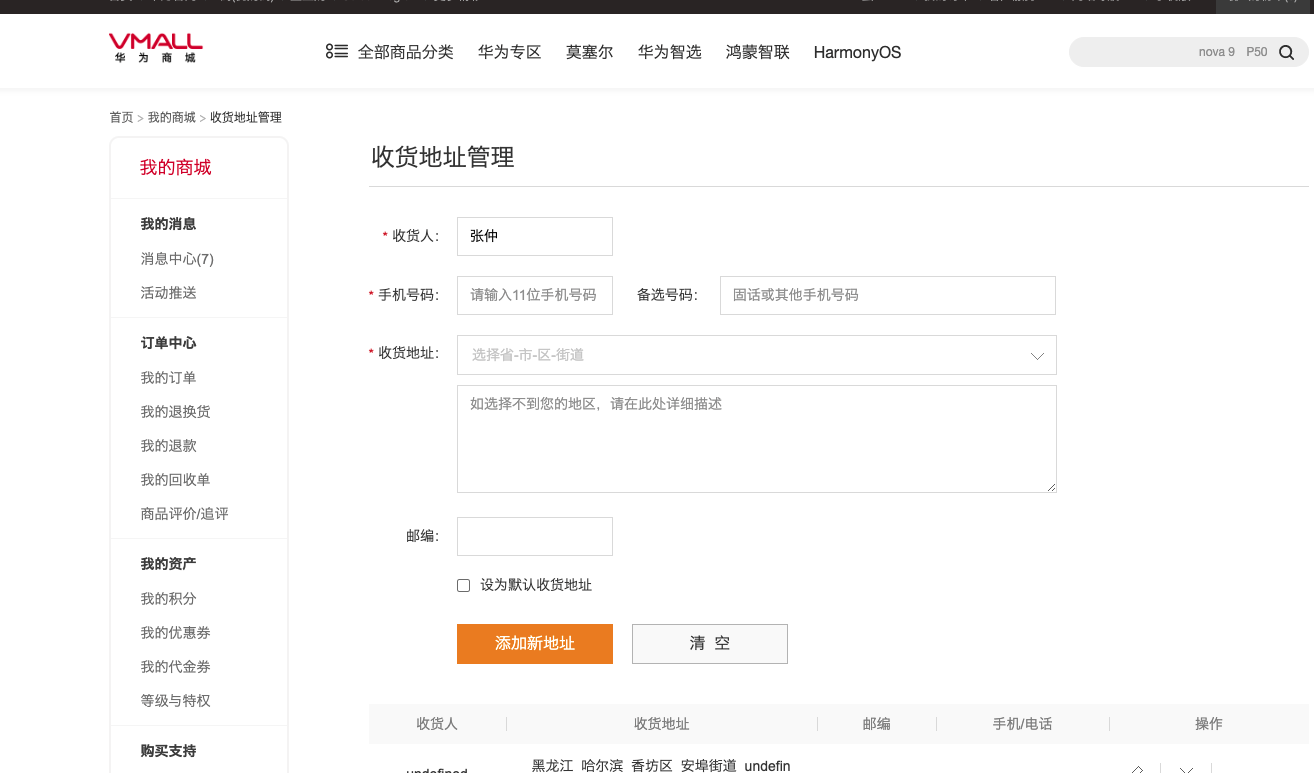 VMALL
华为商城
全部商品分类 华为专区 莫塞尔 华为智选 鸿蒙智联 HarmonyOS
nova 9 P50
首页 > 我的商城 > 收货地址管理
我的商城
我的消息
消息中心(7)
活动推送
订单中心
我的订单
我的退换货
我的退款
我的回收单
商品评价/追评
我的资产
我的积分
我的优惠券
我的代金券
等级与特权
购买支持
收货地址管理
* 收货人: 张仲
* 手机号码: 请输入11位手机号码 备选号码: 固话或其他手机号码
* 收货地址: 选择省-市-区-街道
如选择不到您的地区，请在此处详细描述
邮编:
设为默认收货地址
添加新地址 清 空
收货人 收货地址 邮编 手机/电话 操作
undefined 黑龙江 哈尔滨 香坊区 安埠街道 undefin